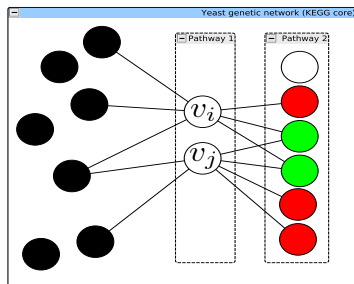 Yeast genetic network (KEGG core)
Pathway 1
Pathway 2
v_i
v_j